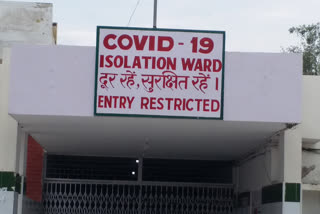 COVID - 19
ISOLATION WARD
दूर रहें, सुरक्षित रहें ।
ENTRY RESTRICTED